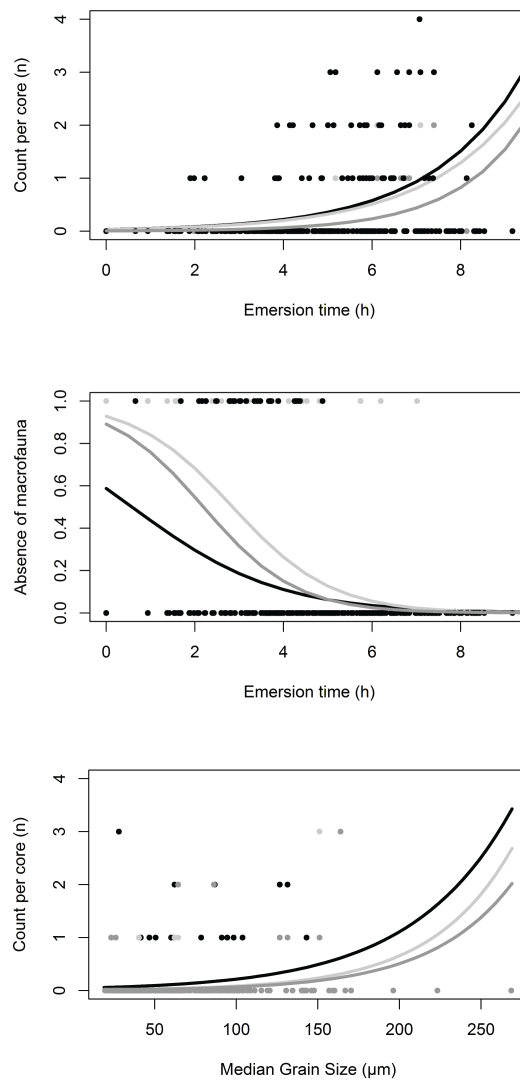 4
3
2
1
0
Count per core (n)
0 2 4 6 8
Emersion time (h)
1.0
0.8
0.6
0.4
0.2
0.0
Absence of macrofauna
0 2 4 6 8
Emersion time (h)
4
3
2
1
0
Count per core (n)
50 100 150 200 250
Median Grain Size (µm)